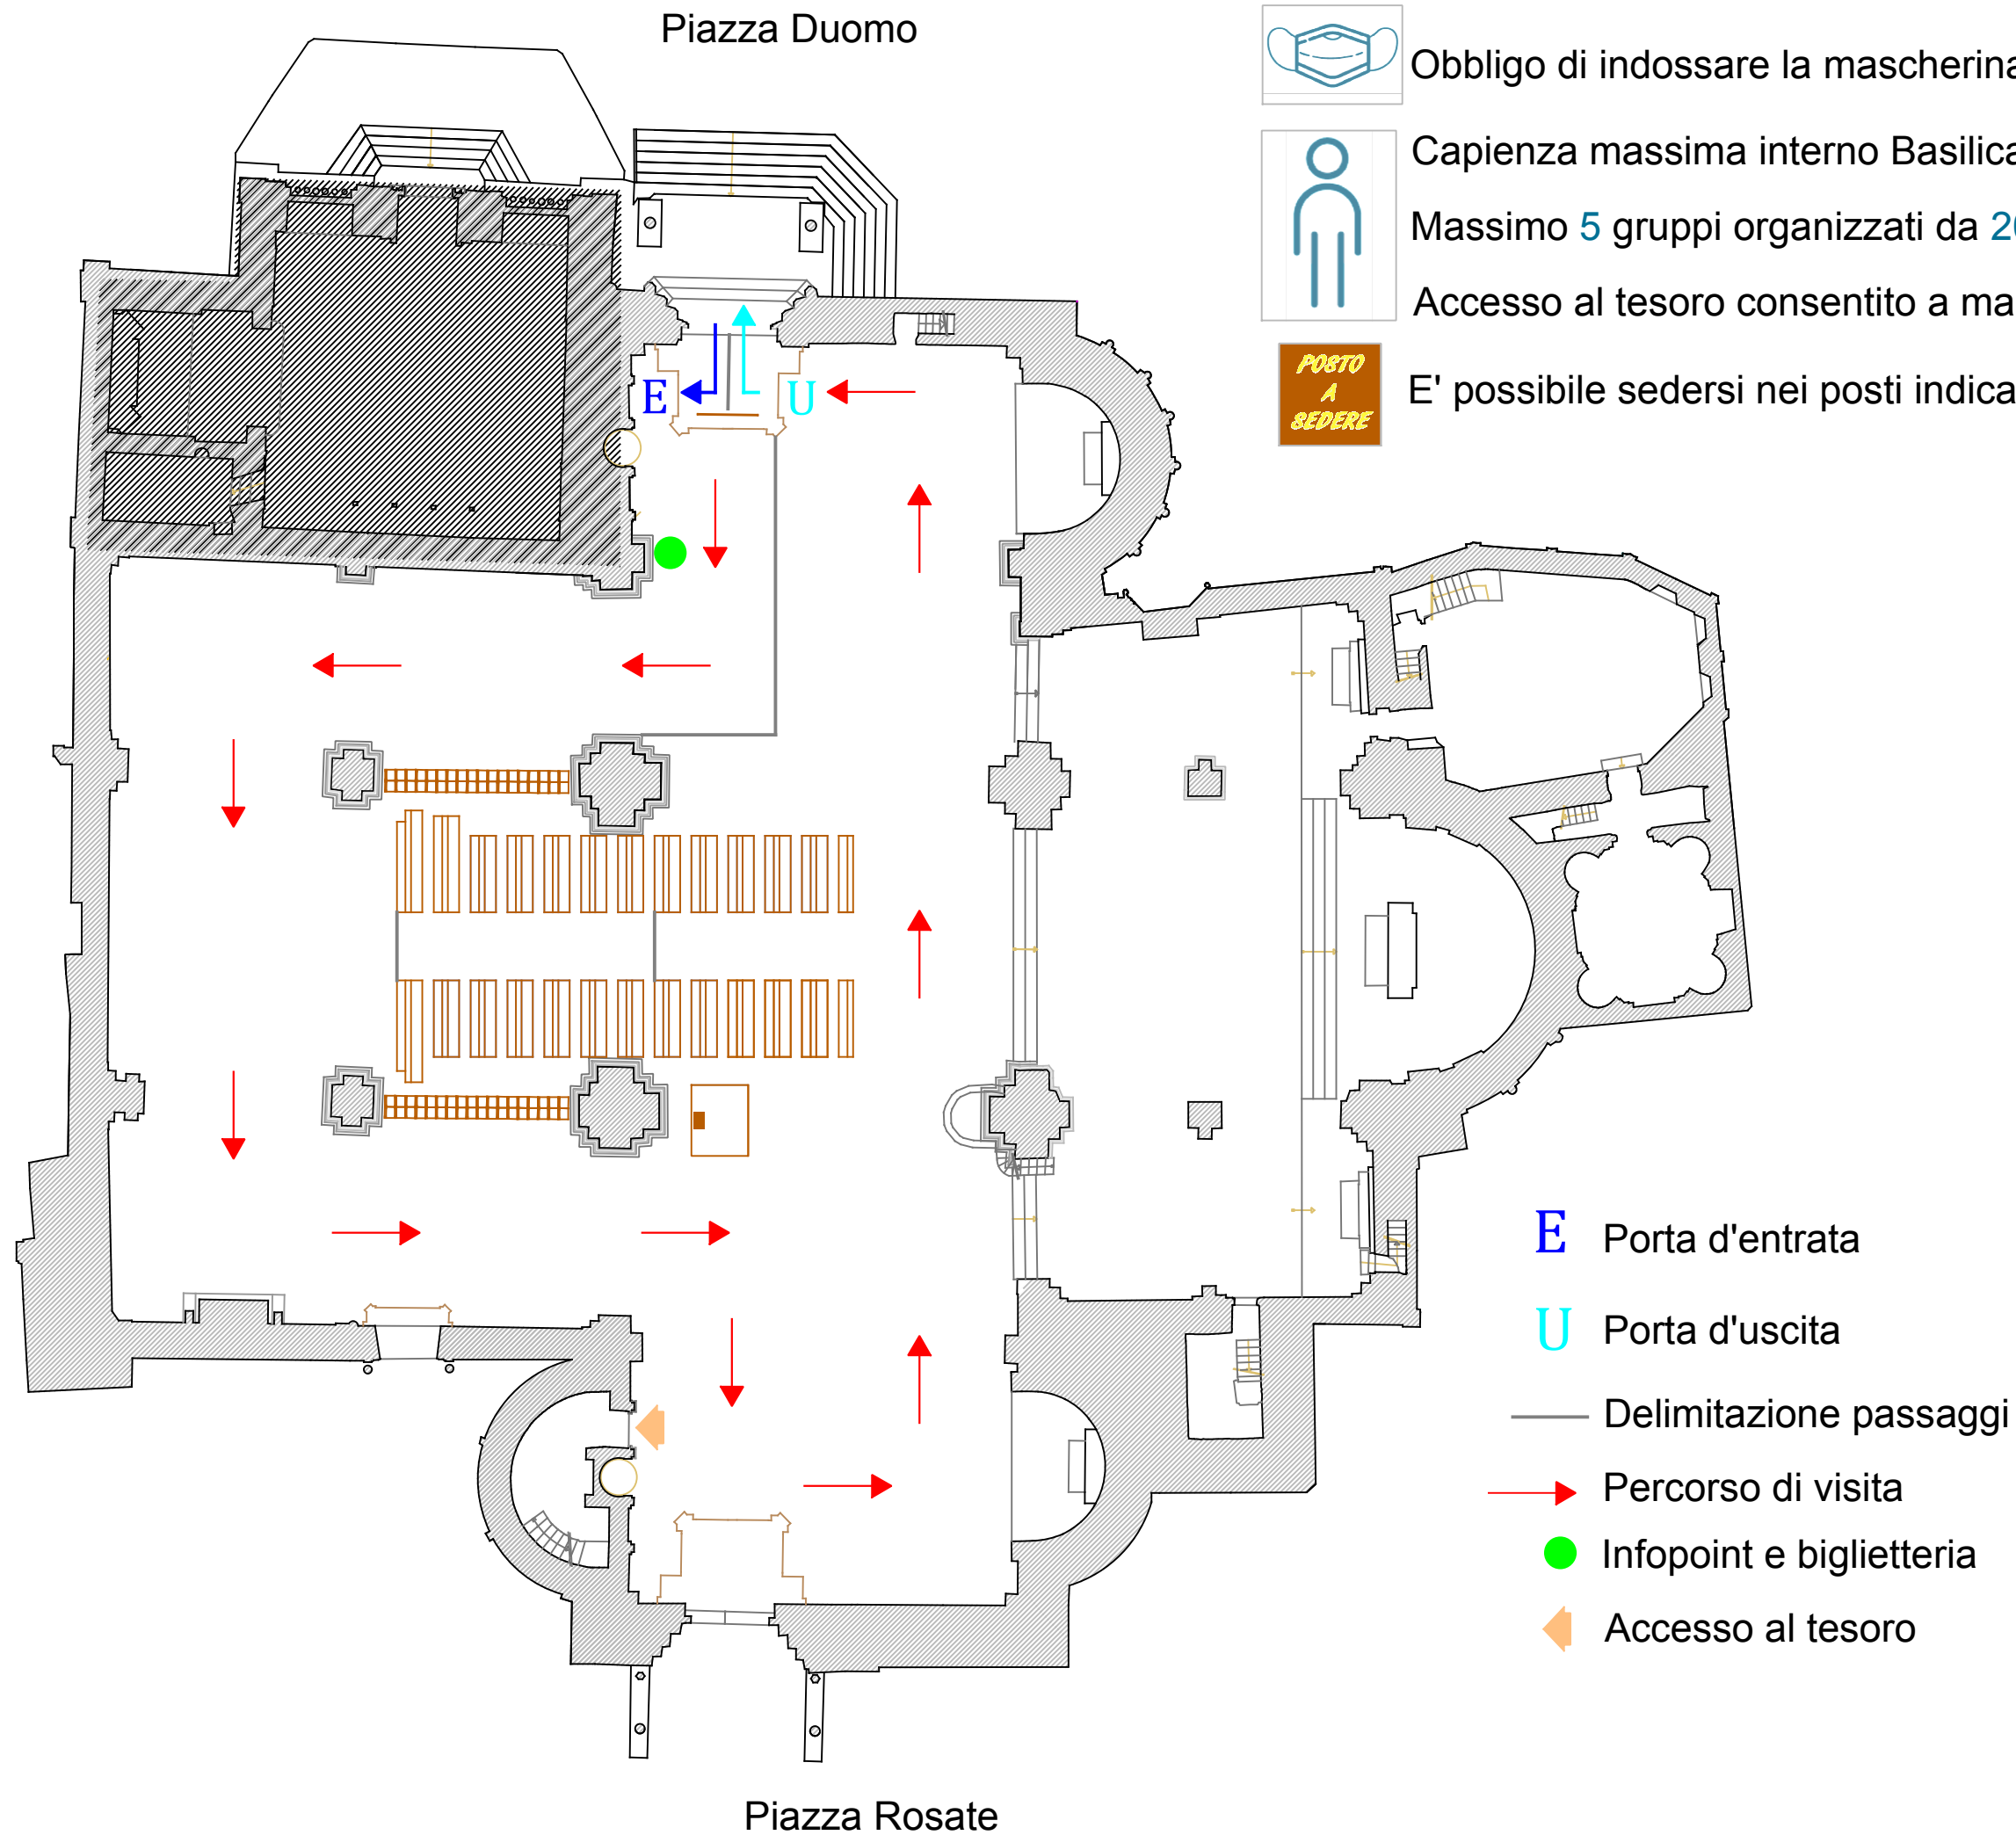 Piazza Duomo
Obbligo di indossare la mascherina
Capienza massima interno Basilica
Massimo 5 gruppi organizzati da
Accesso al tesoro consentito a
POSTO
A
SEDERE
E' possibile sedersi nei posti
E
U
E Porta d'entrata
U Porta d'uscita
Delimitazione passaggi
Percorso di visita
Infopoint e biglietteria
Accesso al tesoro
Piazza Rosate